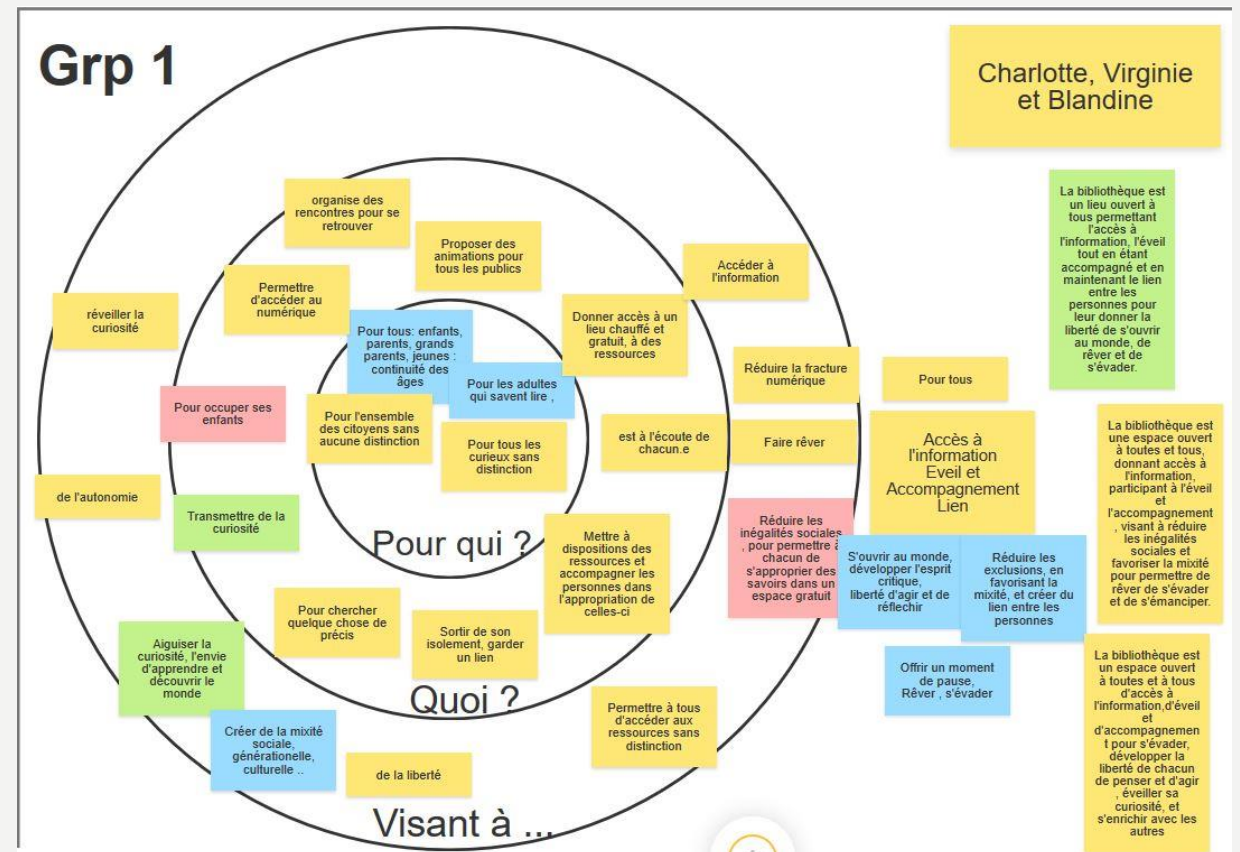 Grp 1
Charlotte, Virginie
et Blandine
organise des
rencontres pour se
retrouver
Proposer des
animations pour
tous les publics
Permettre
d'accéder au
numérique
Accéder à
l'information
réveiller la
curiosité
Pour tous: enfants,
parents, grands
parents, jeunes :
continuité des
âges
Pour les adultes
qui savent lire ,
Donner accès à un
lieu chauffé et
gratuit, à des
ressources
Réduire la fracture
numérique
Pour occuper ses
enfants
Pour l'ensemble
des citoyens sans
aucune distinction
Pour tous les
curieux sans
distinction
est à l'écoute de
chacun.e
Faire rêver
de l'autonomie
Transmettre de la
curiosité
Pour qui ?
Mettre à
dispositions des
ressources et
accompagner les
personnes dans
l'appropriation de
celles-ci
Réduire les
inégalités sociales
, pour permettre à
chacun de
s'approprier des
savoirs dans un
espace gratuit
Pour chercher
quelque chose de
précis
Sortir de son
isolement, garder
un lien
Quoi ?
Aiguiser la
curiosité, l'envie
d'apprendre et
découvrir le
monde
Créer de la mixité
sociale,
générationelle,
culturelle ..
de la liberté
Permettre à tous
d'accéder aux
ressources sans
distinction
Visant à ...
Pour tous
Accès à
l'information
Eveil et
Accompagnement
Lien
S'ouvrir au monde,
développer l'esprit
critique,
liberté d'agir et de
réflechir
Réduire les
exclusions, en
favorisant la
mixité, et créer du
lien entre les
personnes
Offrir un moment
de pause,
Rêver , s'évader
La bibliothèque est
un lieu ouvert à
tous permettant
l'accès à
l'information, l'éveil
tout en étant
accompagné et en
maintenant le lien
entre les
personnes pour
leur donner la
liberté de s'ouvrir
au monde, de
rêver et de
s'évader.
La bibliothèque est
une espace ouvert
à toutes et tous,
donnant accès à
l'information,
participant à l'éveil
et
l'accompagnement
, visant à réduire
les inégalités
sociales et
favoriser la mixité
pour permettre de
rêver de s'évader
et de s'émanciper.
La bibliothèque est
un espace ouvert
à toutes et à tous
d'accès à
l'information,d'éveil
et
d'accompagnemen
t pour s'évader,
développer la
liberté de chacun
de penser et d'agir
, éveiller sa
curiosité, et
s'enrichir avec les
autres